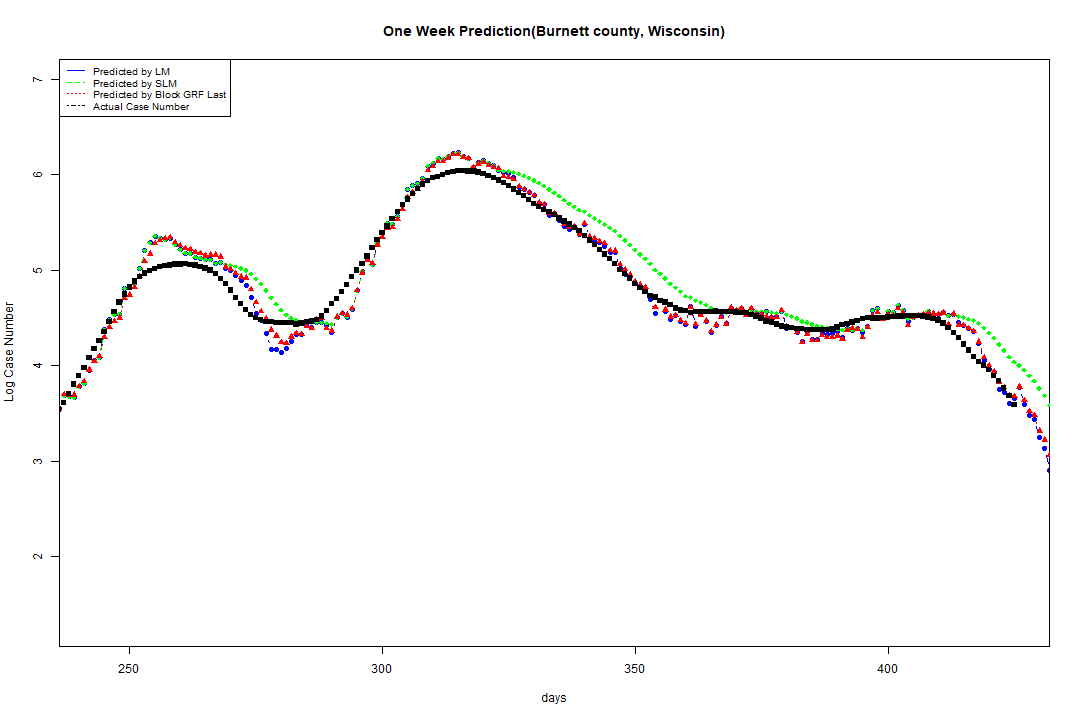 One Week Prediction(Burnett county, Wisconsin)
Predicted by LM
Predicted by SLM
Predicted by Block GRF Last
Actual Case Number
7
6
5
4
3
2
Log Case Number
250 300 350 400
days